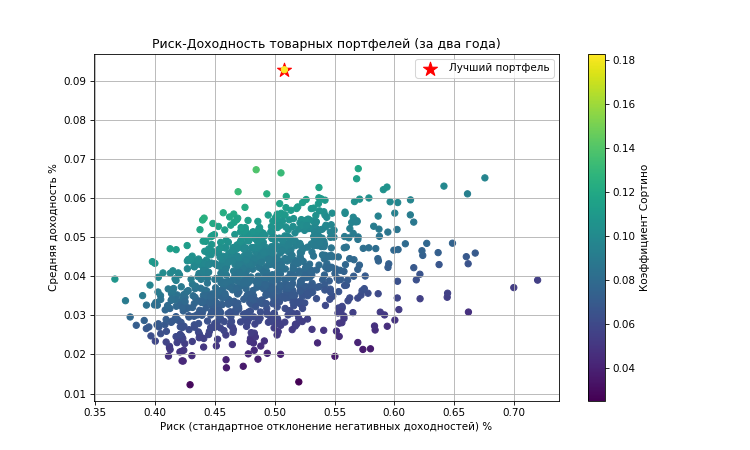 Риск-Доходность товарных портфелей (за два года)
Лучший портфель
Средняя доходность %
0.09
0.08
0.07
0.06
0.05
0.04
0.03
0.02
0.01
0.35 0.40 0.45 0.50 0.55 0.60 0.65 0.70
Риск (стандартное отклонение негативных доходностей) %
0.18
0.16
0.14
0.12
0.10
0.08
0.06
0.04
Коэффициент Сортино